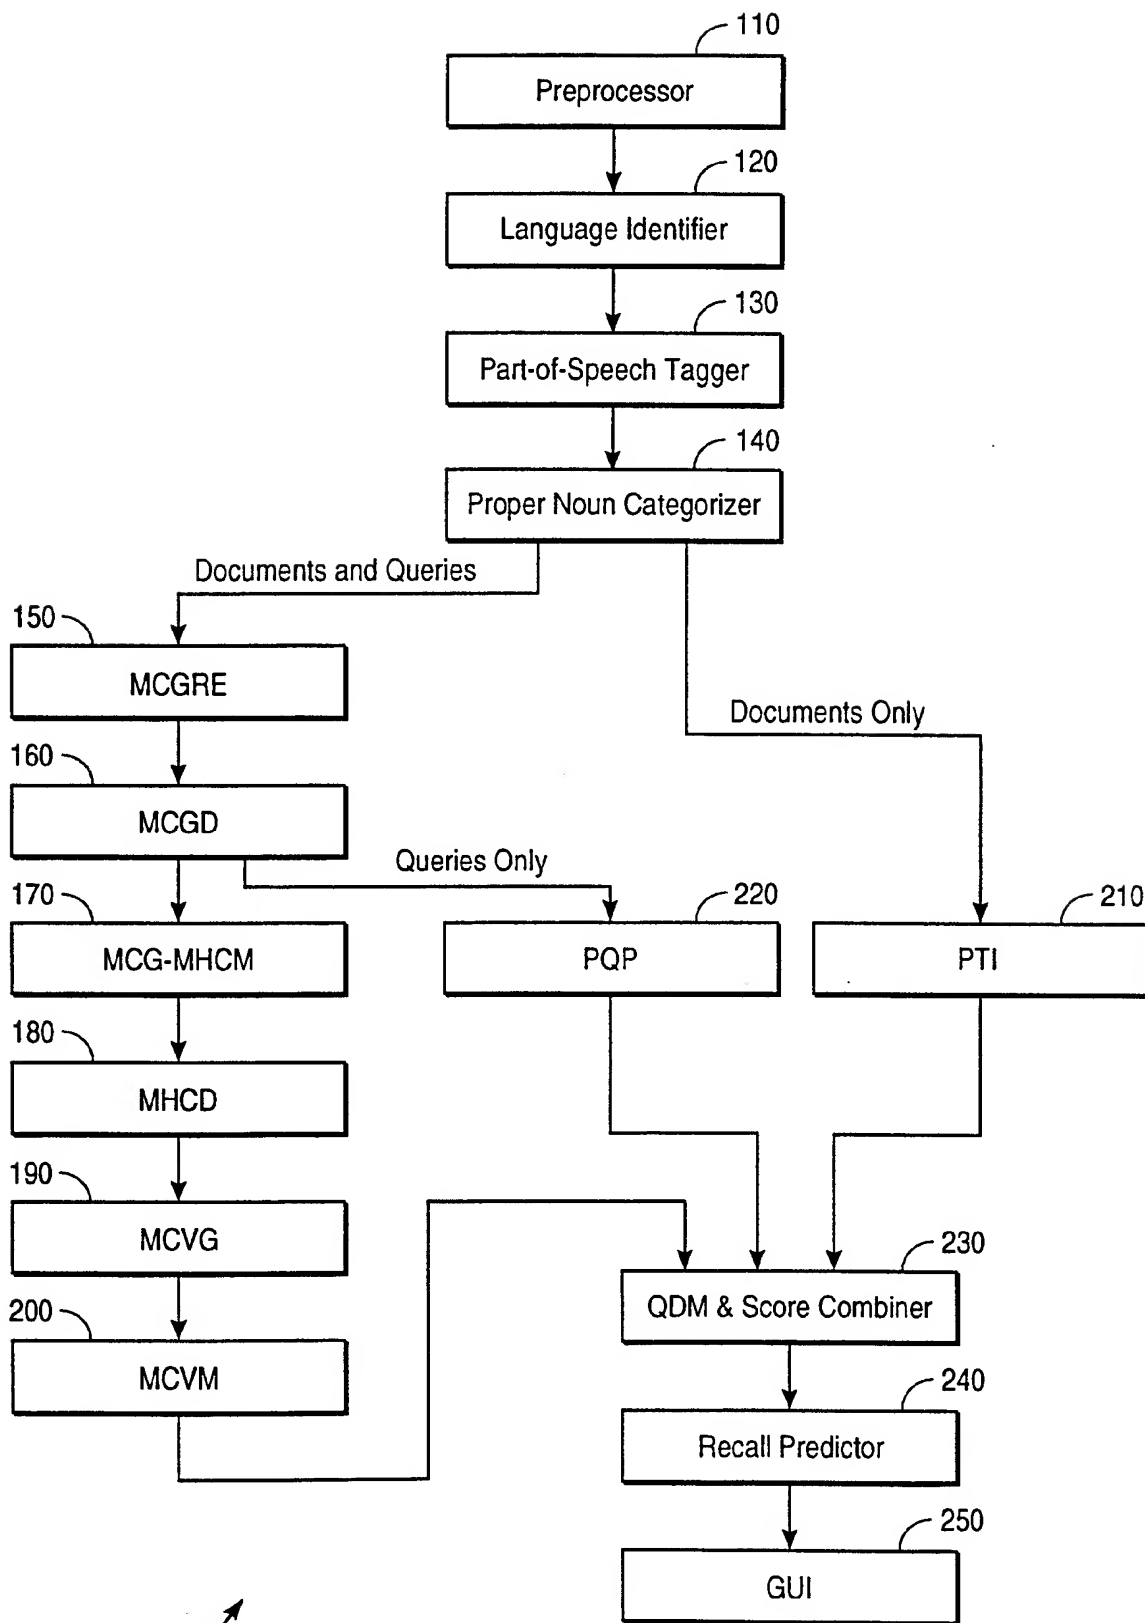 110
Preprocessor
120
Language Identifier
130
Part-of-Speech Tagger
140
Proper Noun Categorizer
Documents and Queries
150
MCGRE
Documents Only
160
MCGD
Queries Only
170
MCG-MHCM
220
PQP
210
PTI
180
MHCD
190
MCVG
230
QDM & Score Combiner
200
MCVM
240
Recall Predictor
250
GUI